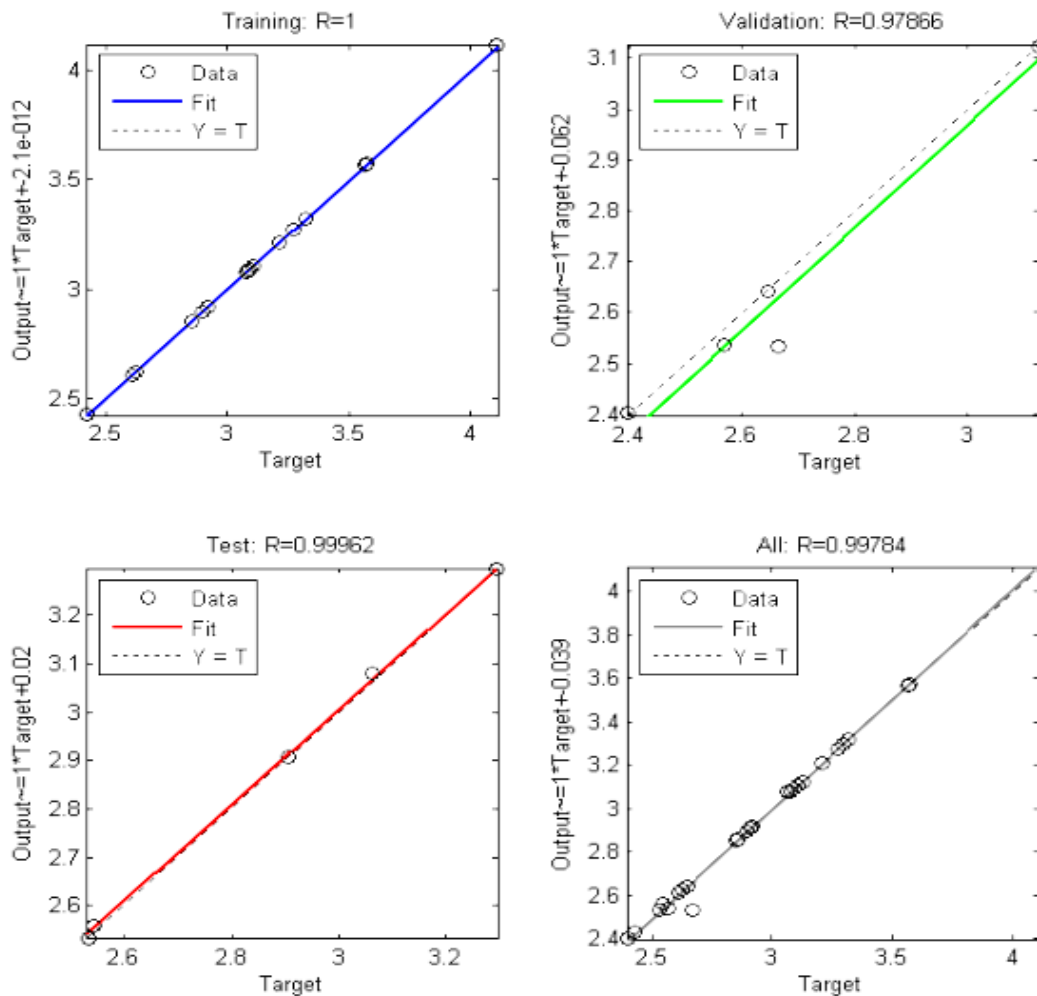 Training: R=1
Output~=1*Target+-2.1e-012
4
3.5
3
2.5
Data
Fit
Y = T
2.5
3
3.5
4
Target
Validation: R=0.97866
Output~=1*Target+-0.062
3.1
3
2.9
2.8
2.7
2.6
2.5
2.4
Data
Fit
Y = T
2.4
2.6
2.8
3
Target
Test: R=0.99962
Output~=1*Target+0.02
3.2
3.1
3
2.9
2.8
2.7
2.6
Data
Fit
Y = T
2.6
2.8
3
3.2
Target
All: R=0.99784
Output~=1*Target+-0.039
4
3.8
3.6
3.4
3.2
3
2.8
2.6
2.4
Data
Fit
Y = T
2.5
3
3.5
4
Target